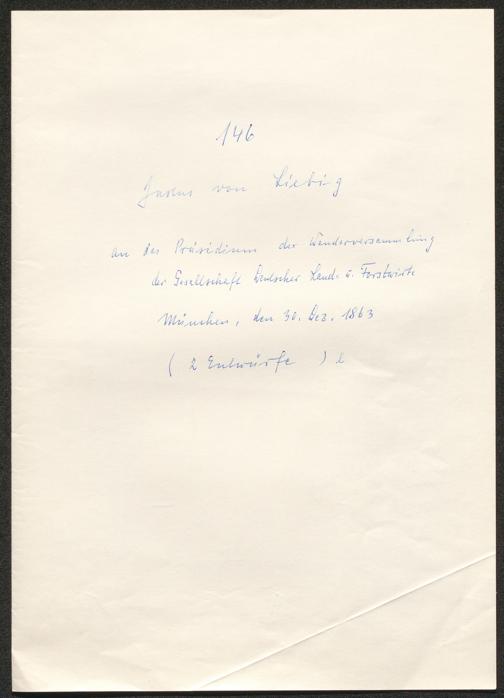 146
Justus von Liebig
an das Präsidium der Wanderversammlung
der Gesellschaft Deutscher Land- u. Forstwirte
München, den 30. Dez. 1863
( 2 Entwürfe )